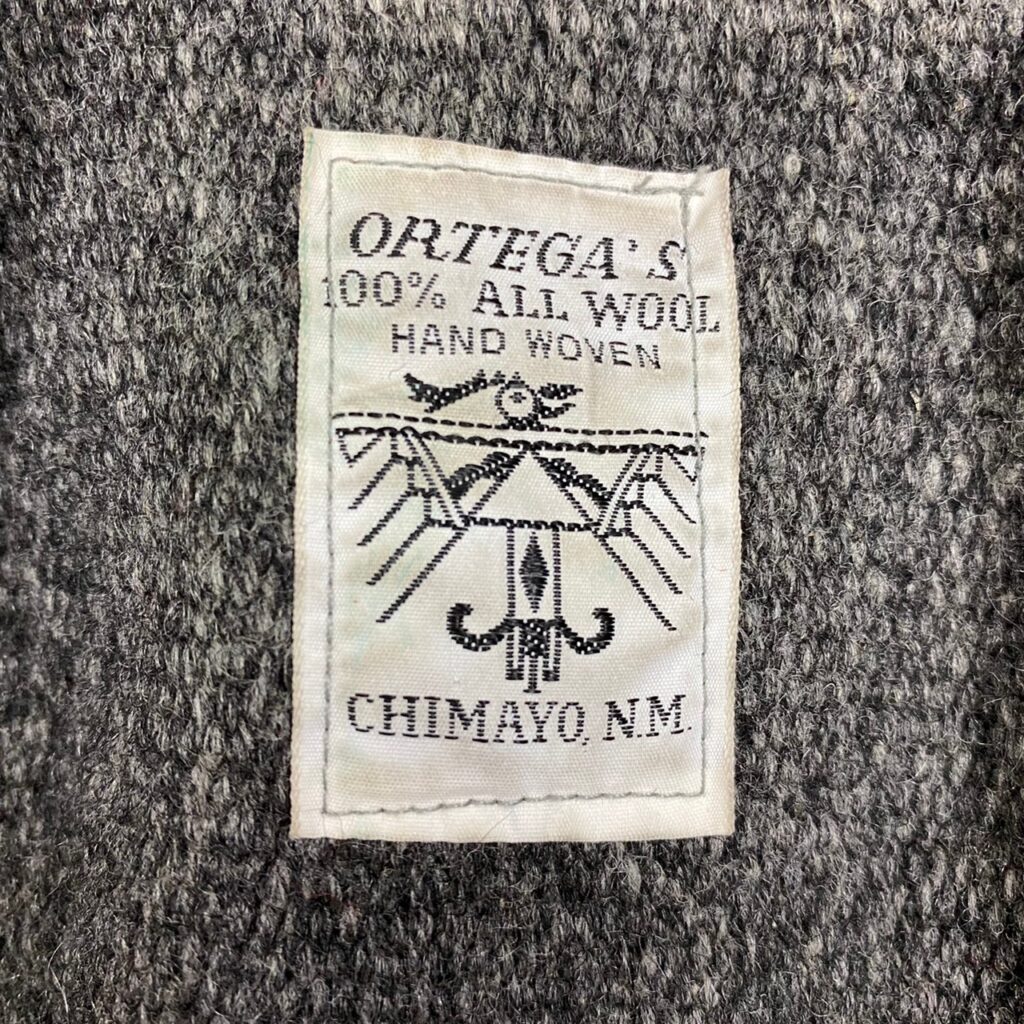 ORTEGA'S
100% ALL WOOL
HAND WOVEN
CHIMAYO, N.M.